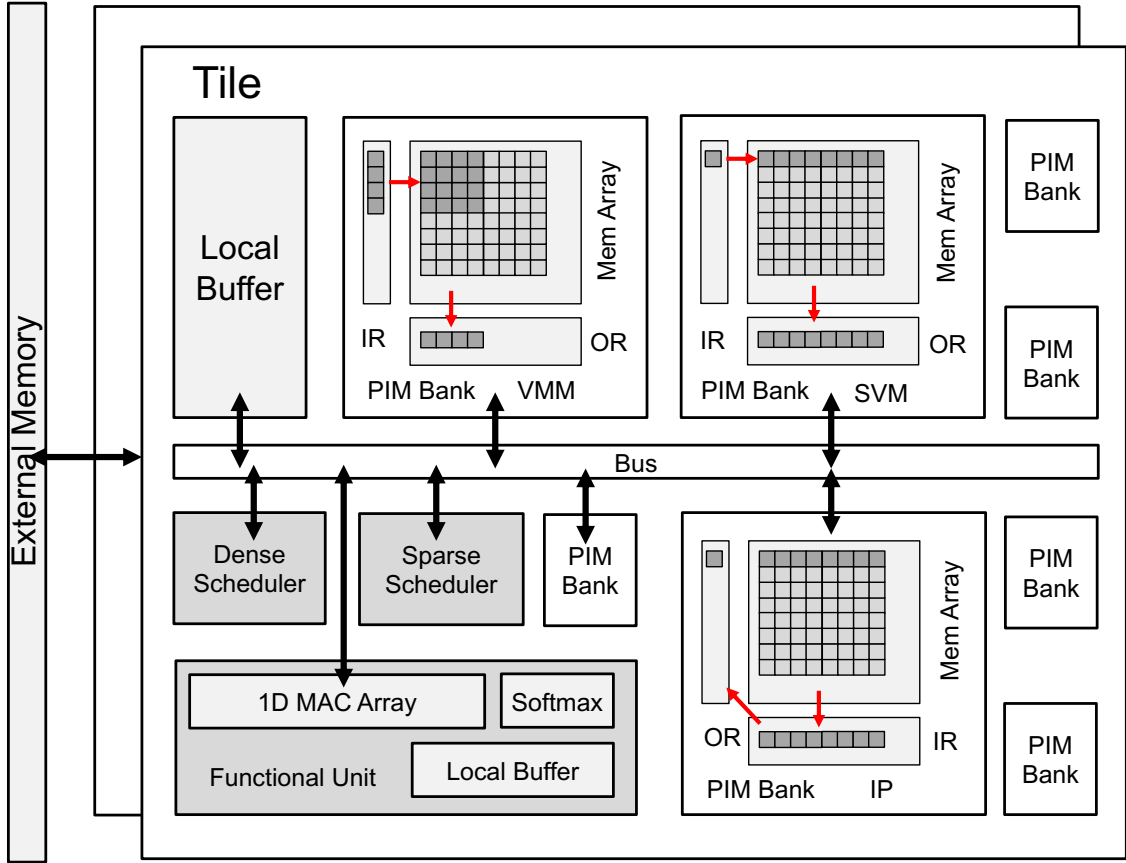 External Memory
Tile
Local
Buffer
Mem Array
IR
OR
PIM Bank
VMM
Mem Array
IR
OR
PIM Bank
SVM
PIM
Bank
PIM
Bank
Bus
Dense
Scheduler
Sparse
Scheduler
PIM
Bank
Mem Array
OR
IR
PIM Bank
IP
PIM
Bank
PIM
Bank
1D MAC Array
Softmax
Functional Unit
Local Buffer